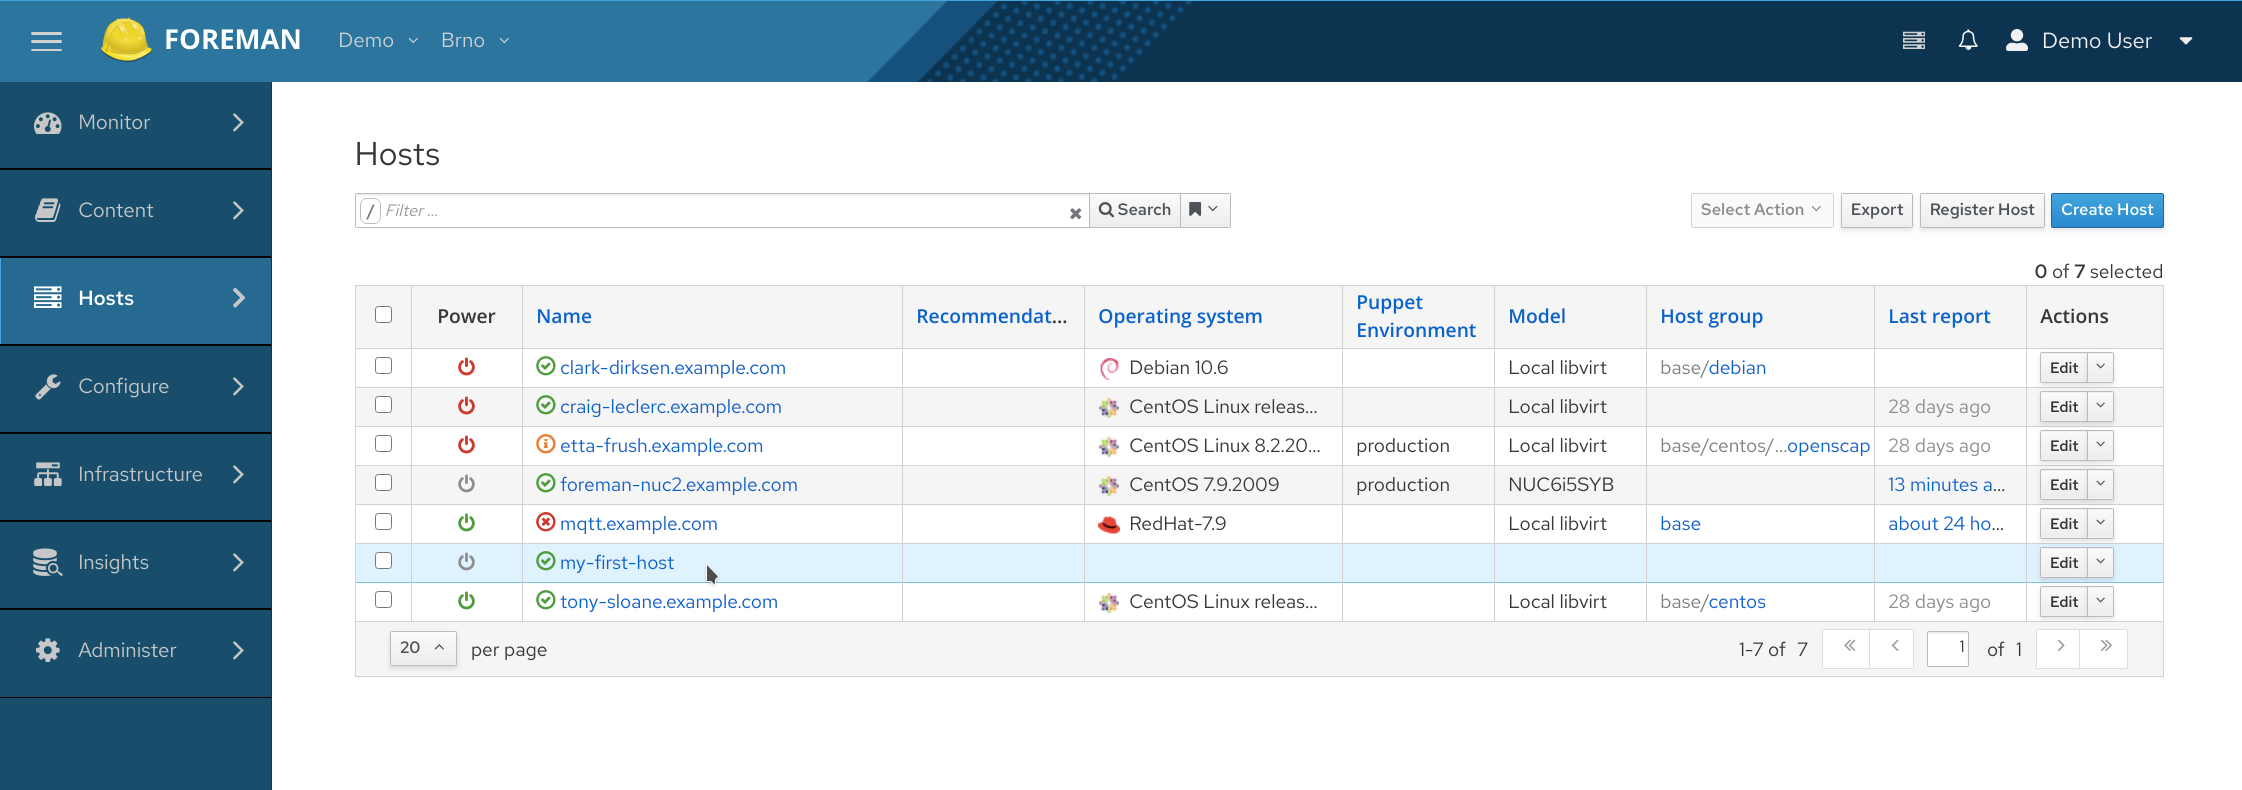 FOREMAN Demo Brno Demo User
Monitor
Content
Hosts
Configure
Infrastructure
Insights
Administer
Hosts
/ Filter ... Search Select Action Export Register Host Create Host
0 of 7 selected
Power Name Recommendat... Operating system Puppet Environment Model Host group Last report Actions
clark-dirksen.example.com Debian 10.6 Local libvirt base/debian Edit
craig-leclerc.example.com CentOS Linux releas... Local libvirt 28 days ago Edit
etta-frush.example.com CentOS Linux 8.2.20... production Local libvirt base/centos/...openscap 28 days ago Edit
foreman-nuc2.example.com CentOS 7.9.2009 production NUC6i5SYB 13 minutes a... Edit
mqtt.example.com RedHat-7.9 Local libvirt base about 24 ho... Edit
my-first-host Edit
tony-sloane.example.com CentOS Linux releas... Local libvirt base/centos 28 days ago Edit
20 per page 1-7 of 7 « < 1 of 1 > »